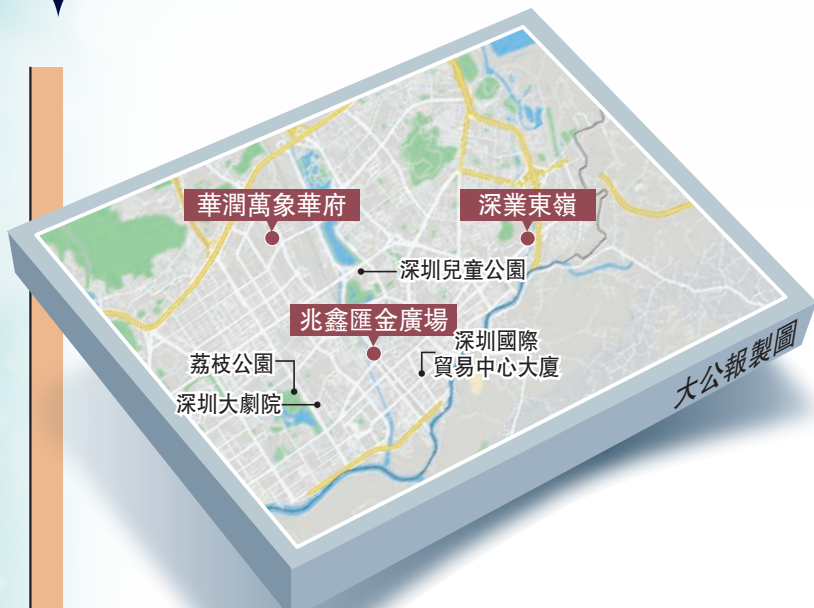 華潤萬象華府
深業東嶺
深圳兒童公園
兆鑫匯金廣場
深圳國際
貿易中心大廈
荔枝公園
深圳大劇院
大公報製圖